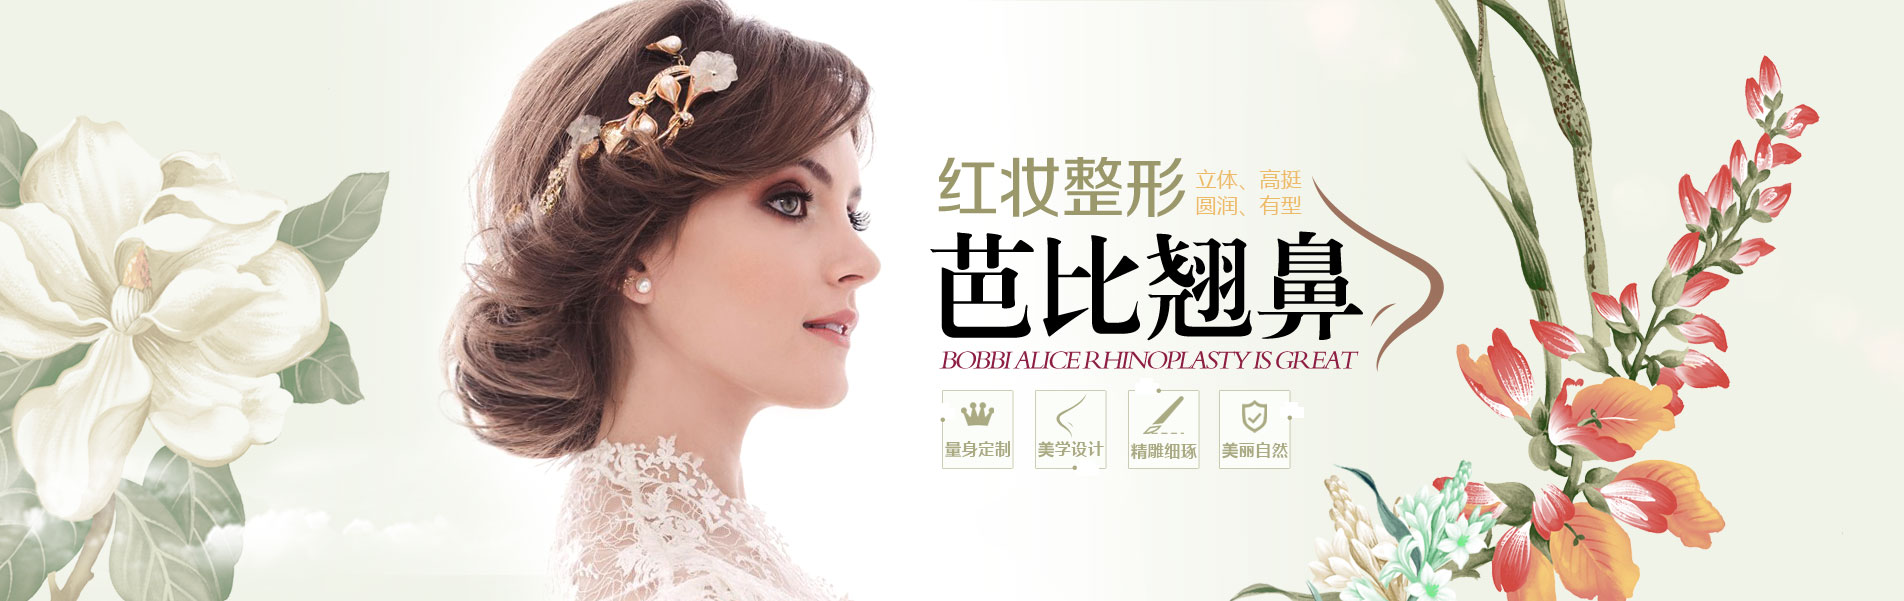 红妆整形
立体、高挺
圆润、有型
芭比翘鼻
BOBBI ALICE RHINOPLASTY IS GREAT
量身定制
美学设计
精雕细琢
美丽自然